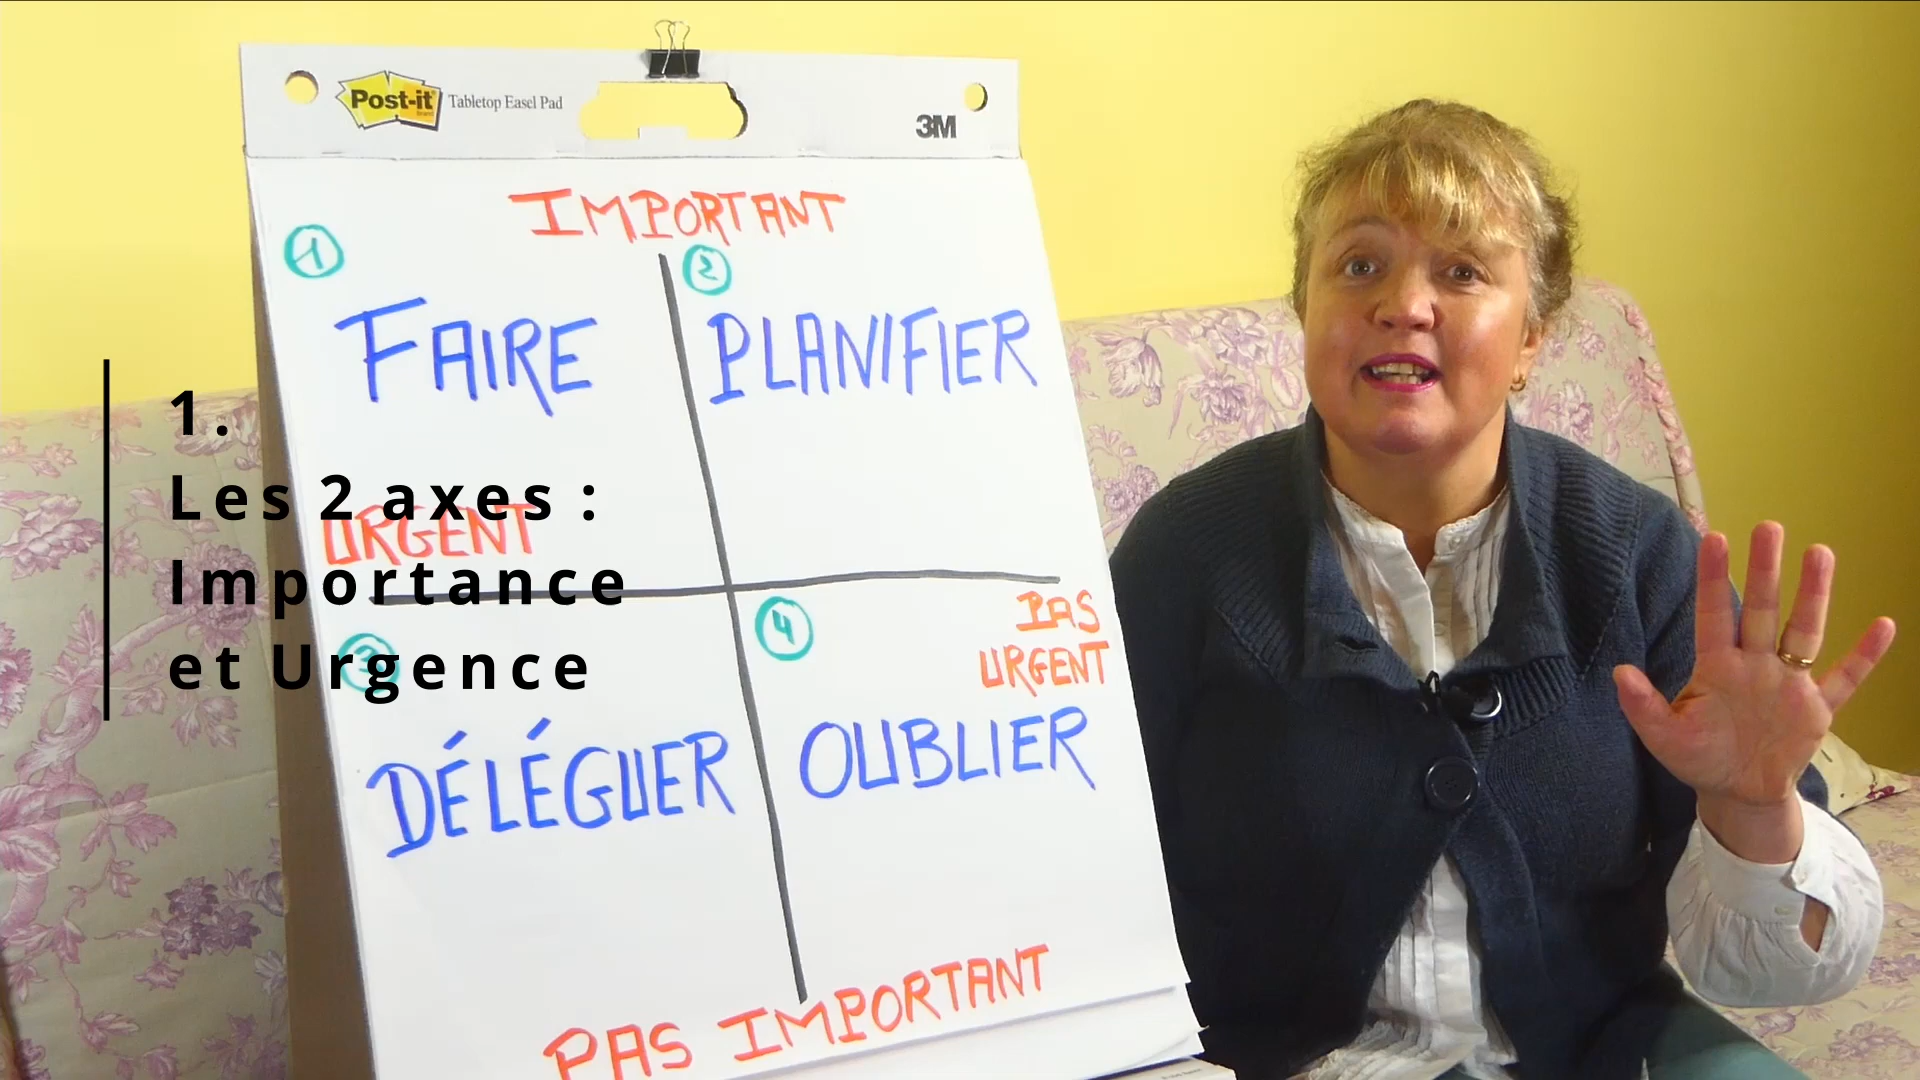 Post-it Tabletop Easel Pad
3M
IMPORTANT
1
2
FAIRE
PLANIFIER
1.
Les 2 axes :
Importance
et Urgence
URGENT
PAS
URGENT
3
4
DÉLÉGUER
OUBLIER
PAS IMPORTANT